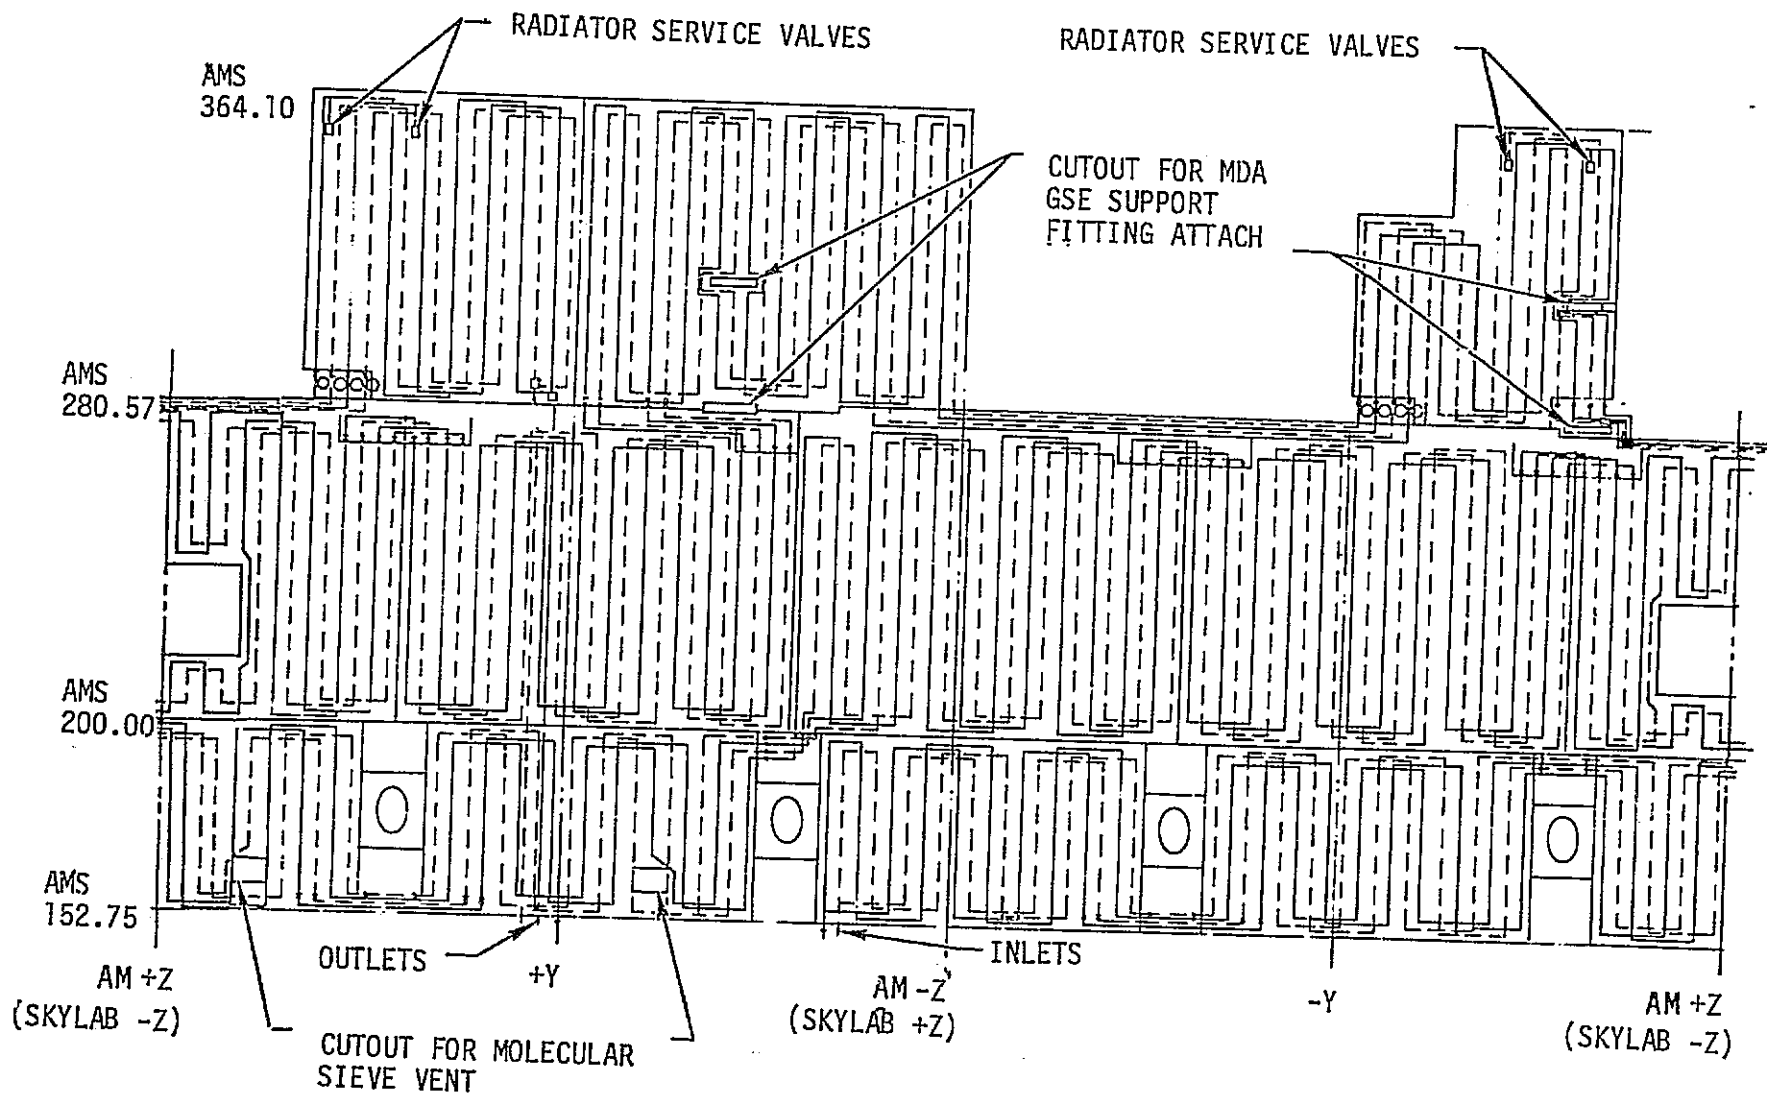 RADIATOR SERVICE VALVES
RADIATOR SERVICE VALVES
AMS
364.10
CUTOUT FOR MDA
GSE SUPPORT
FITTING ATTACH
AMS
280.57
AMS
200.00
AMS
152.75
OUTLETS
INLETS
AM +Z
(SKYLAB -Z)
+Y
AM -Z
(SKYLAB +Z)
-Y
AM +Z
(SKYLAB -Z)
CUTOUT FOR MOLECULAR
SIEVE VENT